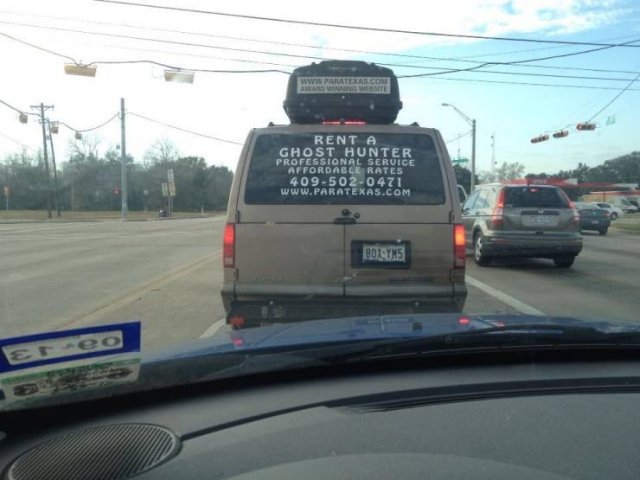 WWW.PARATEXAS.COM
AWARD WINNING WEBSITE
RENT A
GHOST HUNTER
PROFESSIONAL SERVICE
AFFORDABLE RATES
409-502-0471
WWW.PARATEXAS.COM
BDX-YM5
09·13